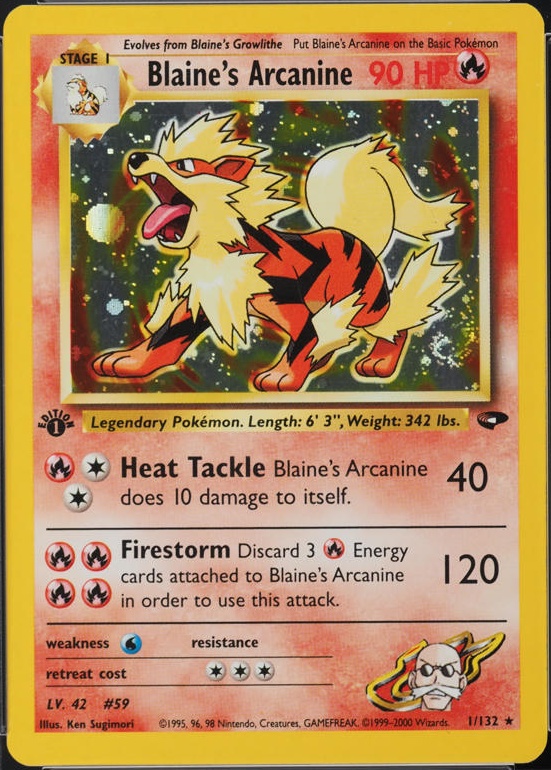 Evolves from Blaine's Growlithe Put Blaine's Arcanine on the Basic Pokémon
STAGE 1
Blaine's Arcanine 90 HP
EDITION
1
Legendary Pokémon. Length: 6' 3", Weight: 342 lbs.
Heat Tackle Blaine's Arcanine
does 10 damage to itself.
40
Firestorm Discard 3 Energy
cards attached to Blaine's Arcanine
in order to use this attack.
120
weakness resistance
retreat cost
LV. 42 #59
Illus. Ken Sugimori ©1995, 96, 98 Nintendo, Creatures, GAMEFREAK. ©1999-2000 Wizards. 1/132 ★